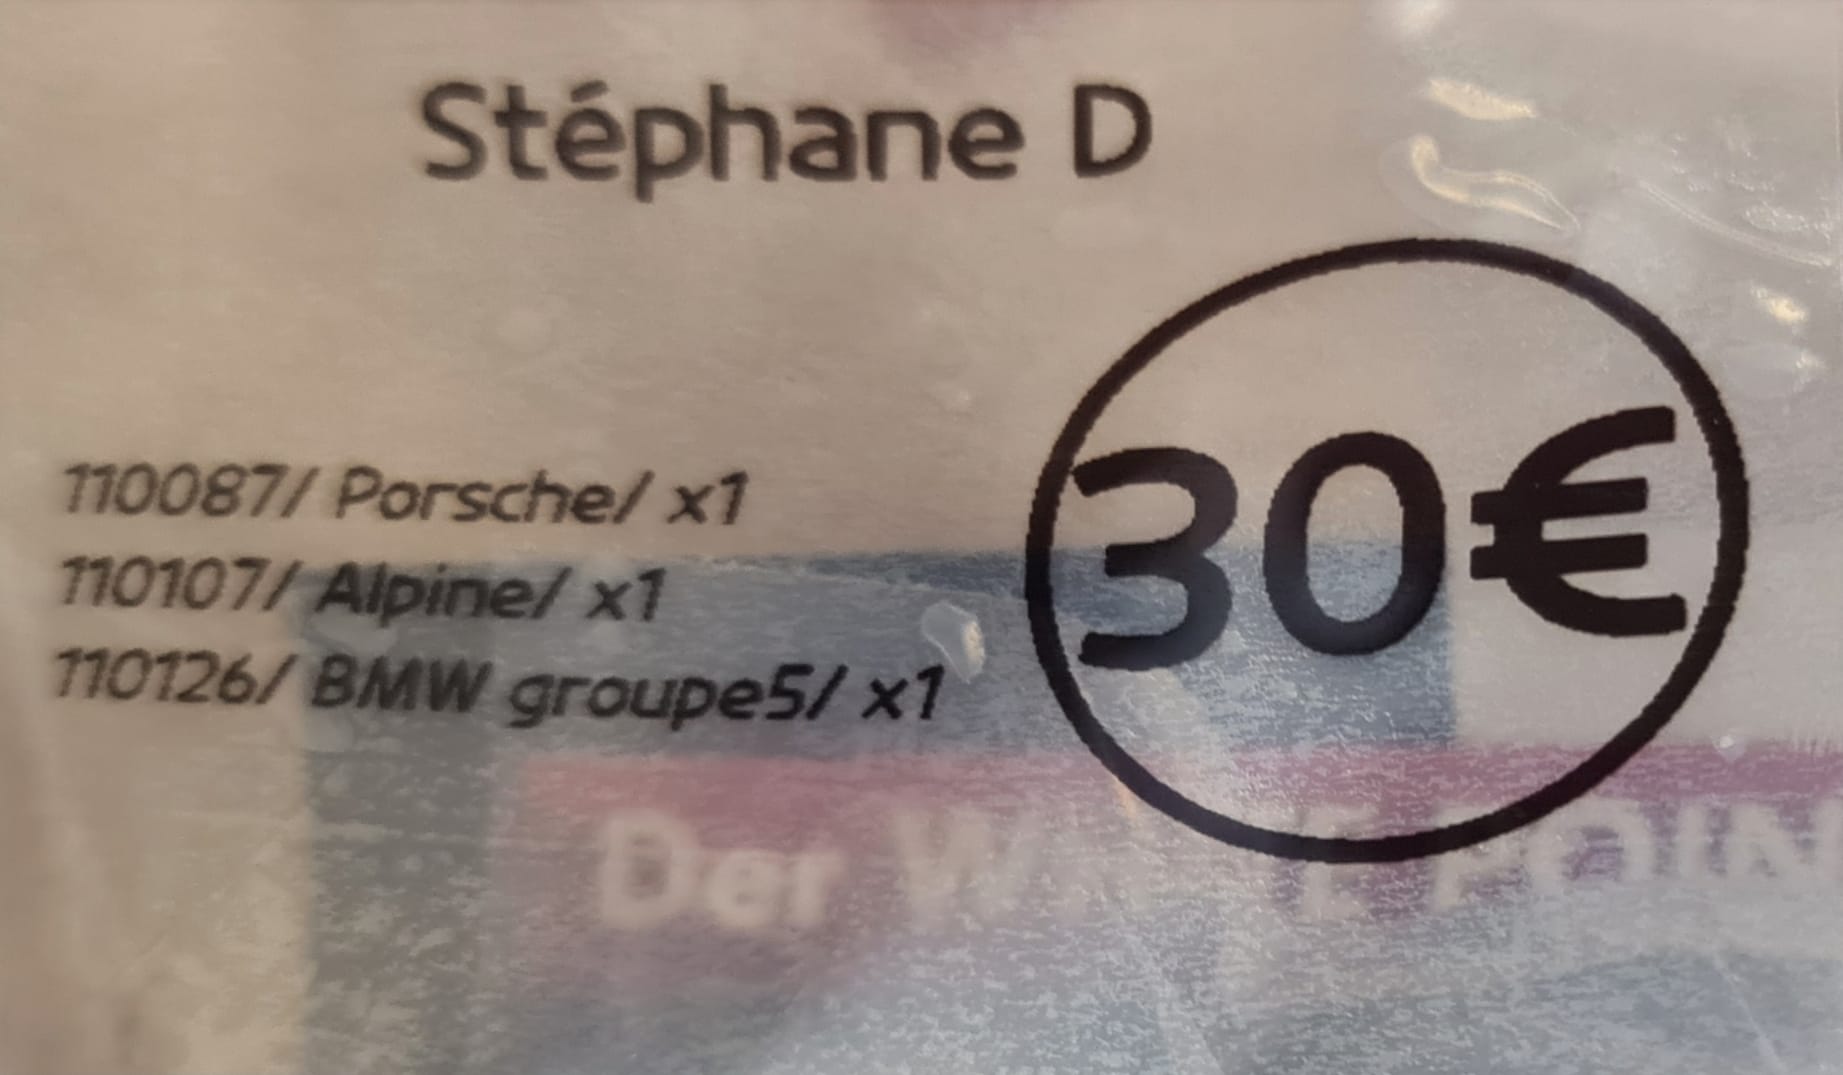 Stéphane D
110087/ Porsche/ x1
110107/ Alpine/ x1
110126/ BMW groupe5/ x1
30€
Der